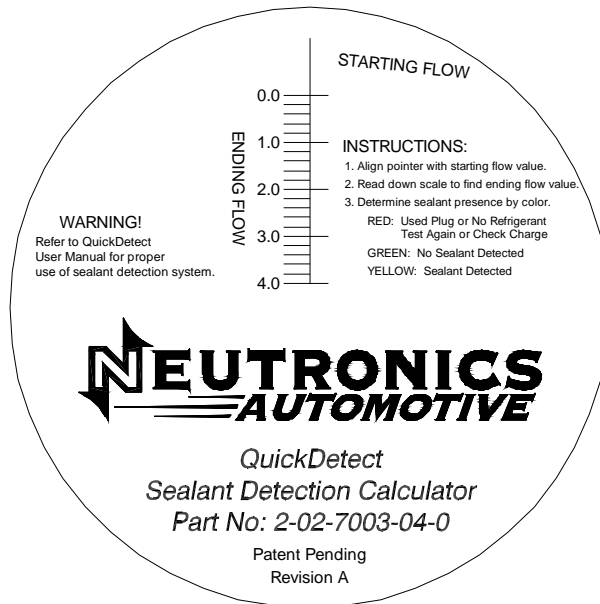 STARTING FLOW
0.0
1.0
2.0
3.0
4.0
ENDING FLOW
INSTRUCTIONS:
1. Align pointer with starting flow value.
2. Read down scale to find ending flow value.
3. Determine sealant presence by color.
RED: Used Plug or No Refrigerant
Test Again or Check Charge
GREEN: No Sealant Detected
YELLOW: Sealant Detected
WARNING!
Refer to QuickDetect
User Manual for proper
use of sealant detection system.
NEUTRONICS
AUTOMOTIVE
QuickDetect
Sealant Detection Calculator
Part No: 2-02-7003-04-0
Patent Pending
Revision A